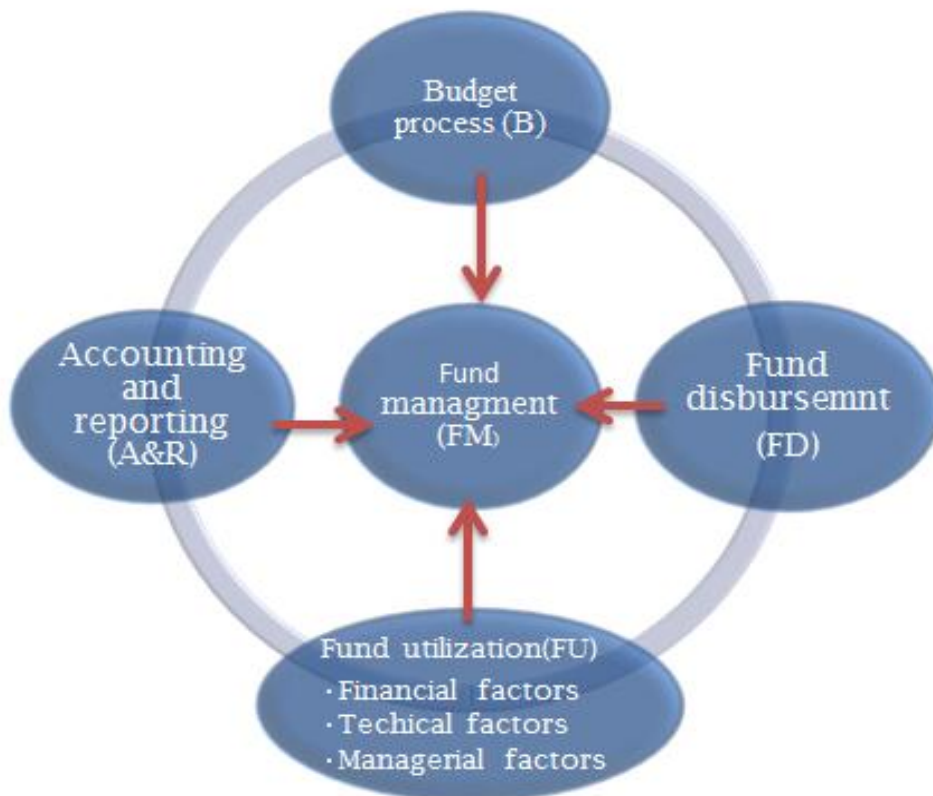 Budget
process (B)
Accounting
and
reporting
(A&R)
Fund
managment
(FM)
Fund
disbursemnt
(FD)
Fund utilization(FU)
·Financial factors
·Techical factors
·Managerial factors